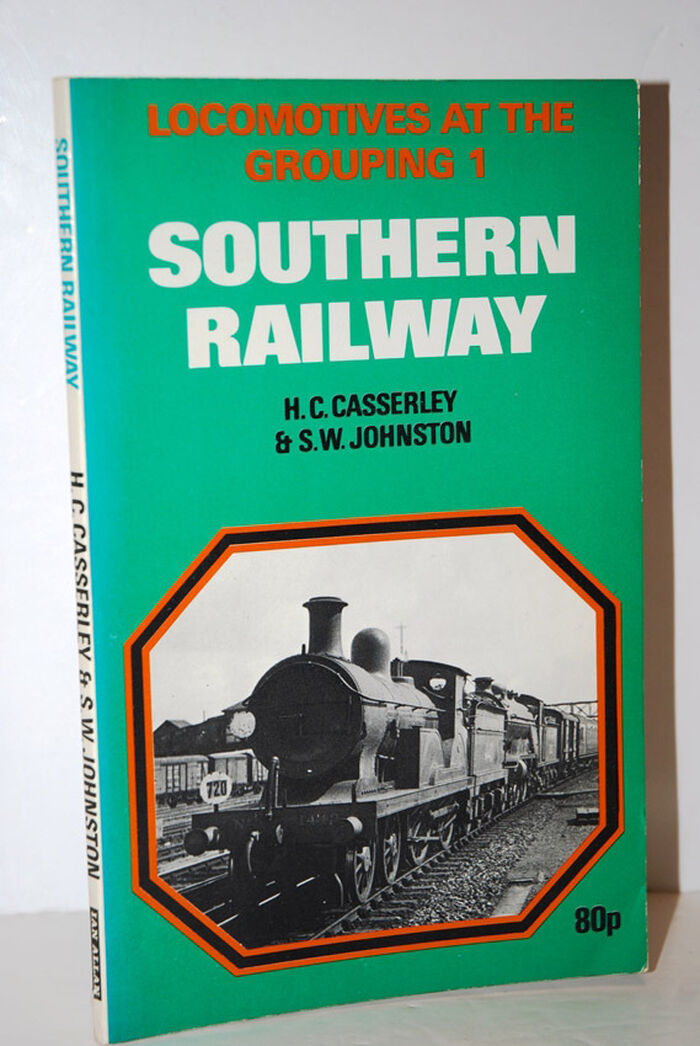 LOCOMOTIVES AT THE
GROUPING 1
SOUTHERN
RAILWAY
H. C. CASSERLEY
& S.W. JOHNSTON
720
80p
SOUTHERN RAILWAY
H. C. CASSERLEY & S.W. JOHNSTON
IAN ALLAN